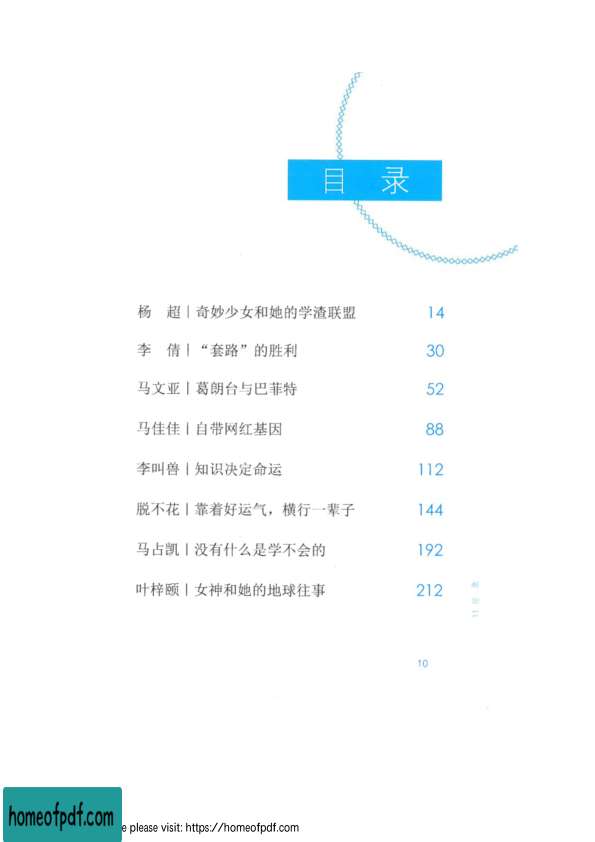 目 录
杨 超 | 奇妙少女和她的学渣联盟 14
李 倩 | “套路”的胜利 30
马文亚 | 葛朗台与巴菲特 52
马佳佳 | 自带网红基因 88
李叫兽 | 知识决定命运 112
脱不花 | 靠着好运气，横行一辈子 144
马占凯 | 没有什么是学不会的 192
叶梓颐 | 女神和她的地球往事 212
10
homeofpdf.com
e please visit: https://homeofpdf.com